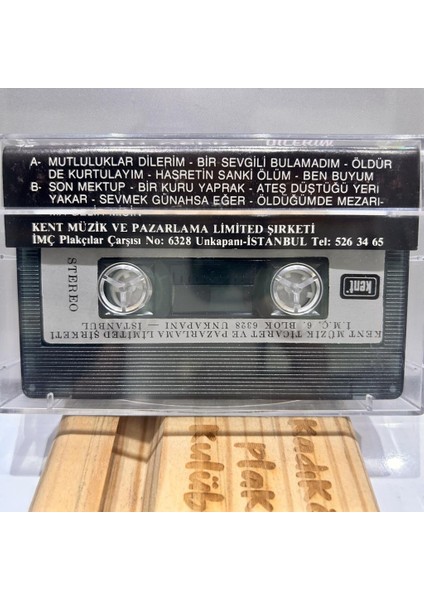 A- MUTLULUKLAR DİLERİM - BİR SEVGİLİ BULAMADIM - ÖLDÜR
DE KURTULAYIM - HASRETİN SANKİ ÖLÜM - BEN BUYUM
B- SON MEKTUP - BİR KURU YAPRAK - ATEŞ DÜŞTÜĞÜ YERİ
YAKAR - SEVMEK GÜNAHSA EĞER - ÖLDÜĞÜMDE MEZARI-
KENT MÜZİK VE PAZARLAMA LİMİTED ŞİRKETİ
İMÇ Plakçılar Çarşısı No: 6328 Unkapanı-İSTANBUL Tel: 526 34 65
STEREO
kent
I.M.Ç. 6. BLOK 6328 UNKAPANI — İSTANBUL
KENT MÜZİK TİCARET VE PAZARLAMA LİMİTED ŞİRKETİ
plak
kulüb